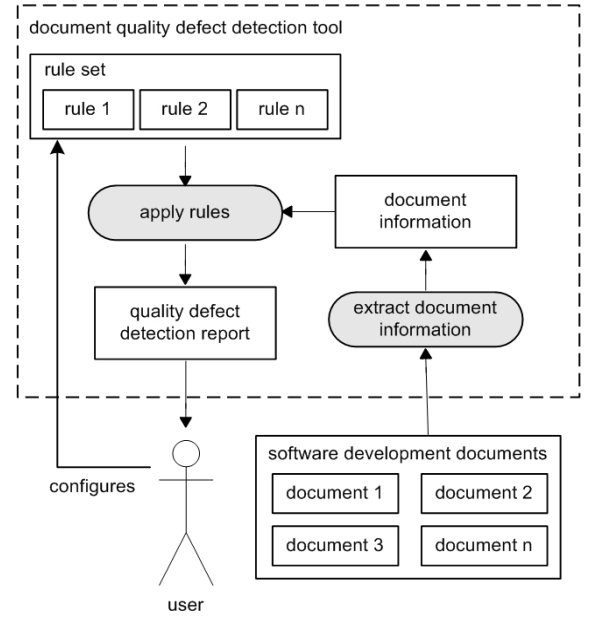 document quality defect detection tool
rule set
rule 1
rule 2
rule n
apply rules
document
information
quality defect
detection report
extract document
information
software development documents
document 1
document 2
document 3
document n
configures
user